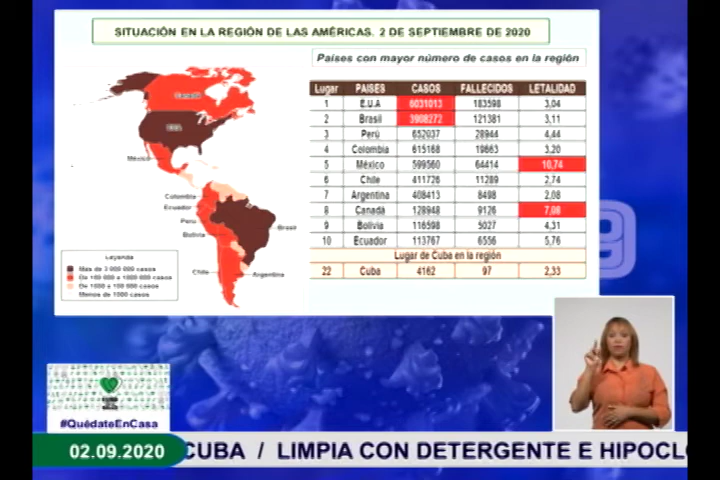 SITUACIÓN EN LA REGIÓN DE LAS AMÉRICAS. 2 DE SEPTIEMPRE DE 2020
Países con mayor número de casos en la región
Lugar PAÍSES CASOS FALLECIDOS LETALIDAD
1 E.U.A 6031013 183598 3,04
2 Brasil 3908272 121381 3,11
3 Perú 652037 28944 4,44
4 Colombia 615168 19663 3,20
5 México 599560 64414 10,74
6 Chile 411726 11289 2,74
7 Argentina 408413 8498 2,08
8 Canadá 128948 9126 7,08
9 Bolivia 116598 5027 4,31
10 Ecuador 113767 6556 5,76
Lugar de Cuba en la región
22 Cuba 4162 97 2,33
Canadá
EUA
México
Colombia
Ecuador
Perú
Bolivia
Brasil
Chile
Argentina
Leyenda
Más de 3 000 000 casos
De 100 000 a 1000 000 casos
De 1000 a 100 000 casos
Menos de 1000 casos
9
#QuédateEnCasa
02.09.2020 CUBA / LIMPIA CON DETERGENTE E HIPOCLO